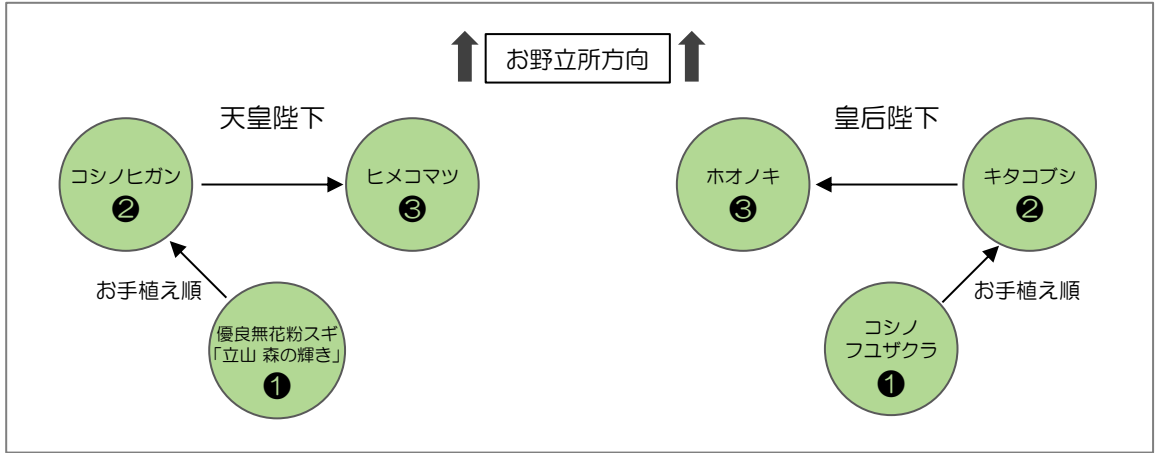 お野立所方向
天皇陛下
コシノヒガン
❷
ヒメコマツ
❸
お手植え順
優良無花粉スギ
「立山 森の輝き」
❶
皇后陛下
ホオノキ
❸
キタコブシ
❷
お手植え順
コシノ
フユザクラ
❶